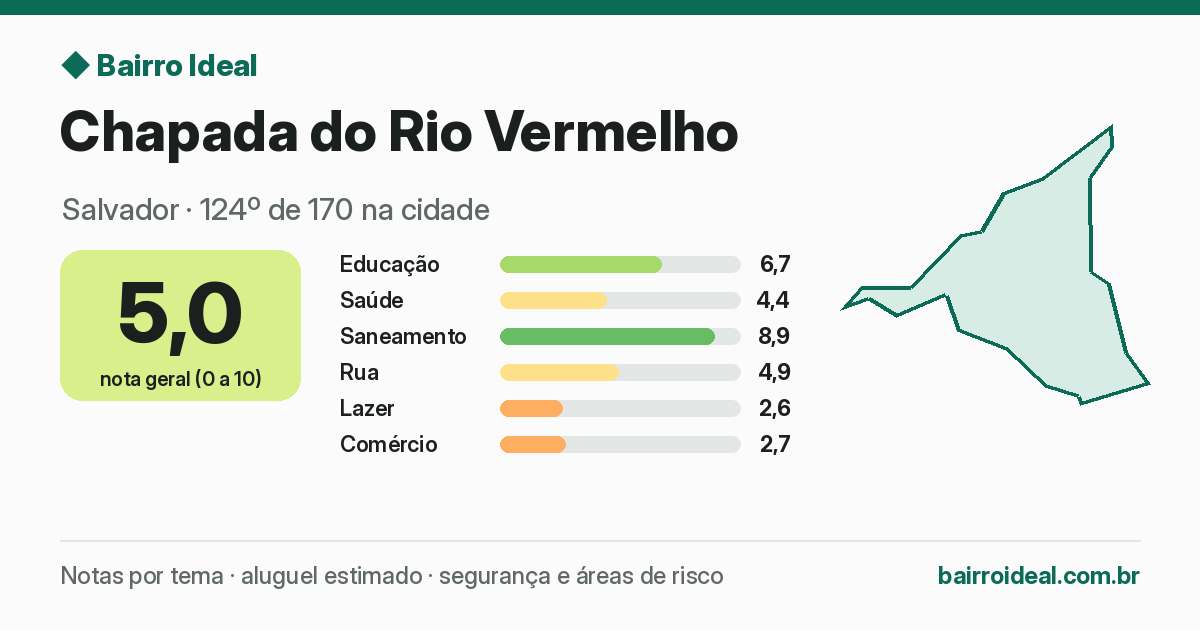 Bairro Ideal
Chapada do Rio Vermelho
Salvador · 124º de 170 na cidade
5,0
nota geral (0 a 10)
Educação 6,7
Saúde 4,4
Saneamento 8,9
Rua 4,9
Lazer 2,6
Comércio 2,7
Notas por tema · aluguel estimado · segurança e áreas de risco
bairroideal.com.br